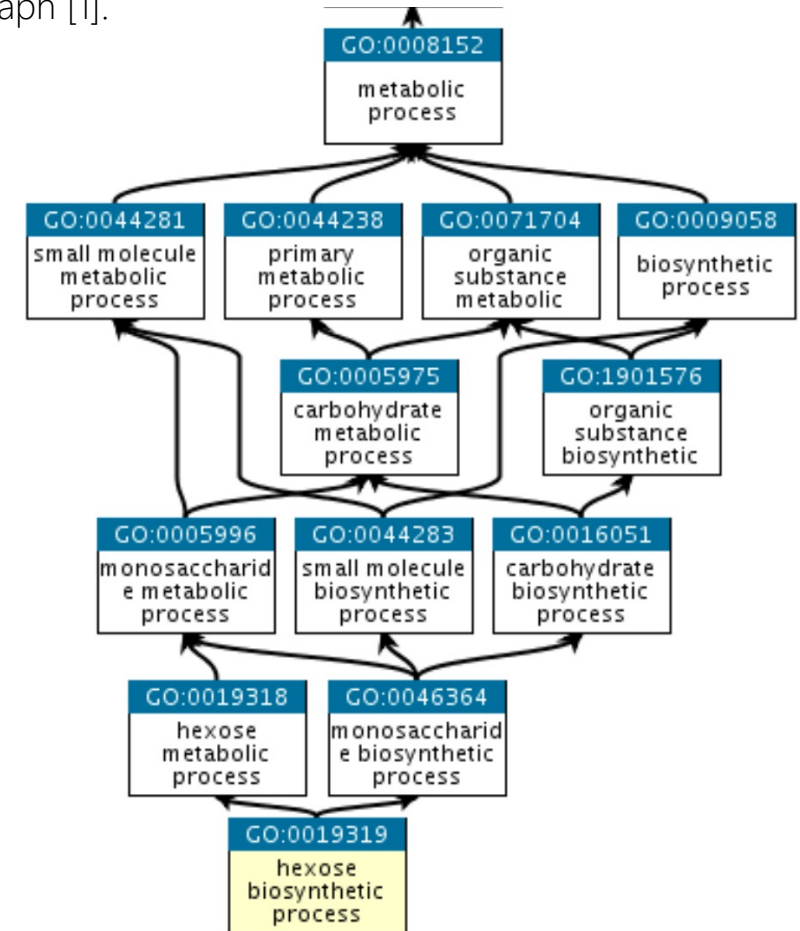 aph [1].
GO:0008152
metabolic
process
GO:0044281
small molecule
metabolic
process
GO:0044238
primary
metabolic
process
GO:0071704
organic
substance
metabolic
GO:0009058
biosynthetic
process
GO:0005975
carbohydrate
metabolic
process
GO:1901576
organic
substance
biosynthetic
GO:0005996
monosaccharid
e metabolic
process
GO:0044283
small molecule
biosynthetic
process
GO:0016051
carbohydrate
biosynthetic
process
GO:0019318
hexose
metabolic
process
GO:0046364
monosaccharid
e biosynthetic
process
GO:0019319
hexose
biosynthetic
process